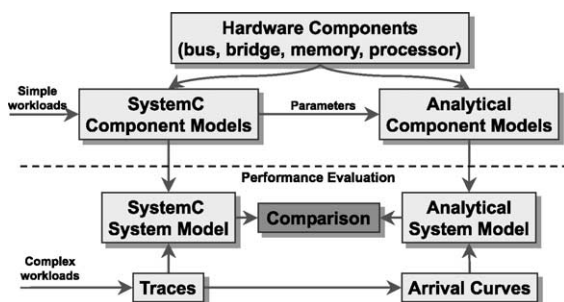 Hardware Components
(bus, bridge, memory, processor)
Simple
workloads
SystemC
Component Models
Parameters
Analytical
Component Models
Performance Evaluation
SystemC
System Model
Comparison
Analytical
System Model
Complex
workloads
Traces
Arrival Curves